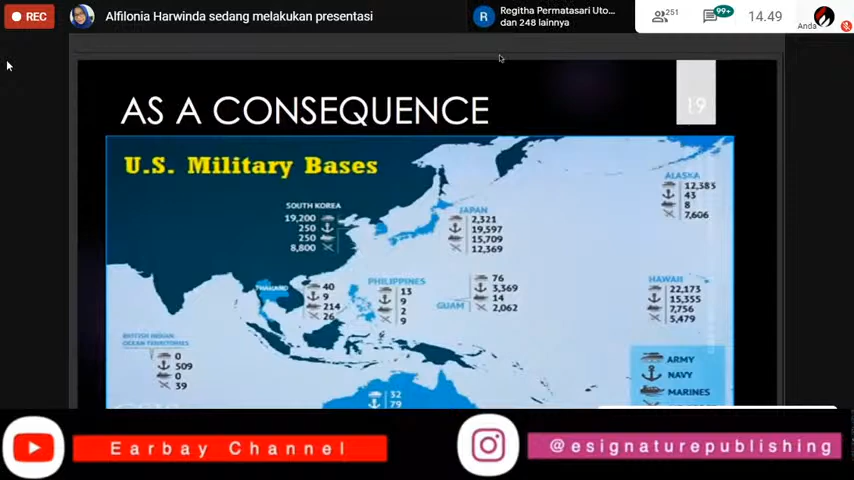 REC
Alfilonia Harwinda sedang melakukan presentasi
R
Regitha Permatasari Uto...
dan 248 lainnya
251
99+
14.49
Anda
19
AS A CONSEQUENCE
U.S. Military Bases
SOUTH KOREA
19,200
250
250
8,800
JAPAN
2,321
19,597
15,709
12,369
ALASKA
12,385
43
8
7,606
THAILAND
40
9
214
26
PHILIPPINES
13
9
2
9
GUAM
76
3,369
14
2,062
HAWAII
22,173
15,355
7,756
5,479
BRITISH INDIAN
OCEAN TERRITORIES
0
509
0
39
32
79
ARMY
NAVY
MARINES
Earbay Channel
@esignaturepublishing